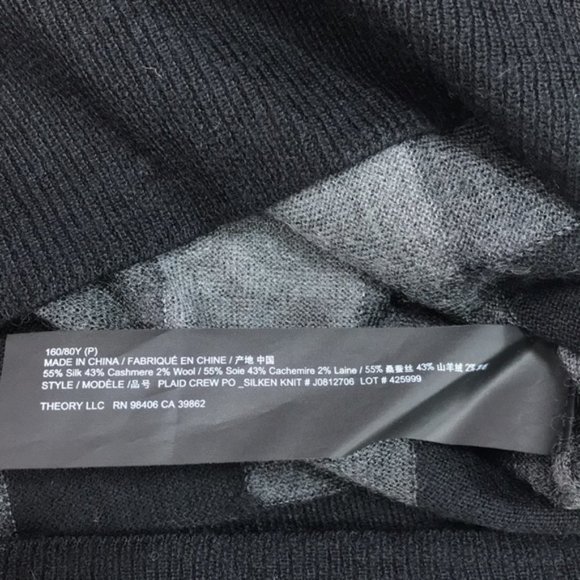 160/80Y (P)
MADE IN CHINA / FABRIQUÉ EN CHINE / 产地 中国
55% Silk 43% Cashmere 2% Wool / 55% Soie 43% Cachemire 2% Laine / 55% 桑蚕丝 43% 山羊绒 2%
STYLE / MODÈLE /品号 PLAID CREW PO _SILKEN KNIT # J0812706 LOT # 425999
THEORY LLC RN 98406 CA 39862